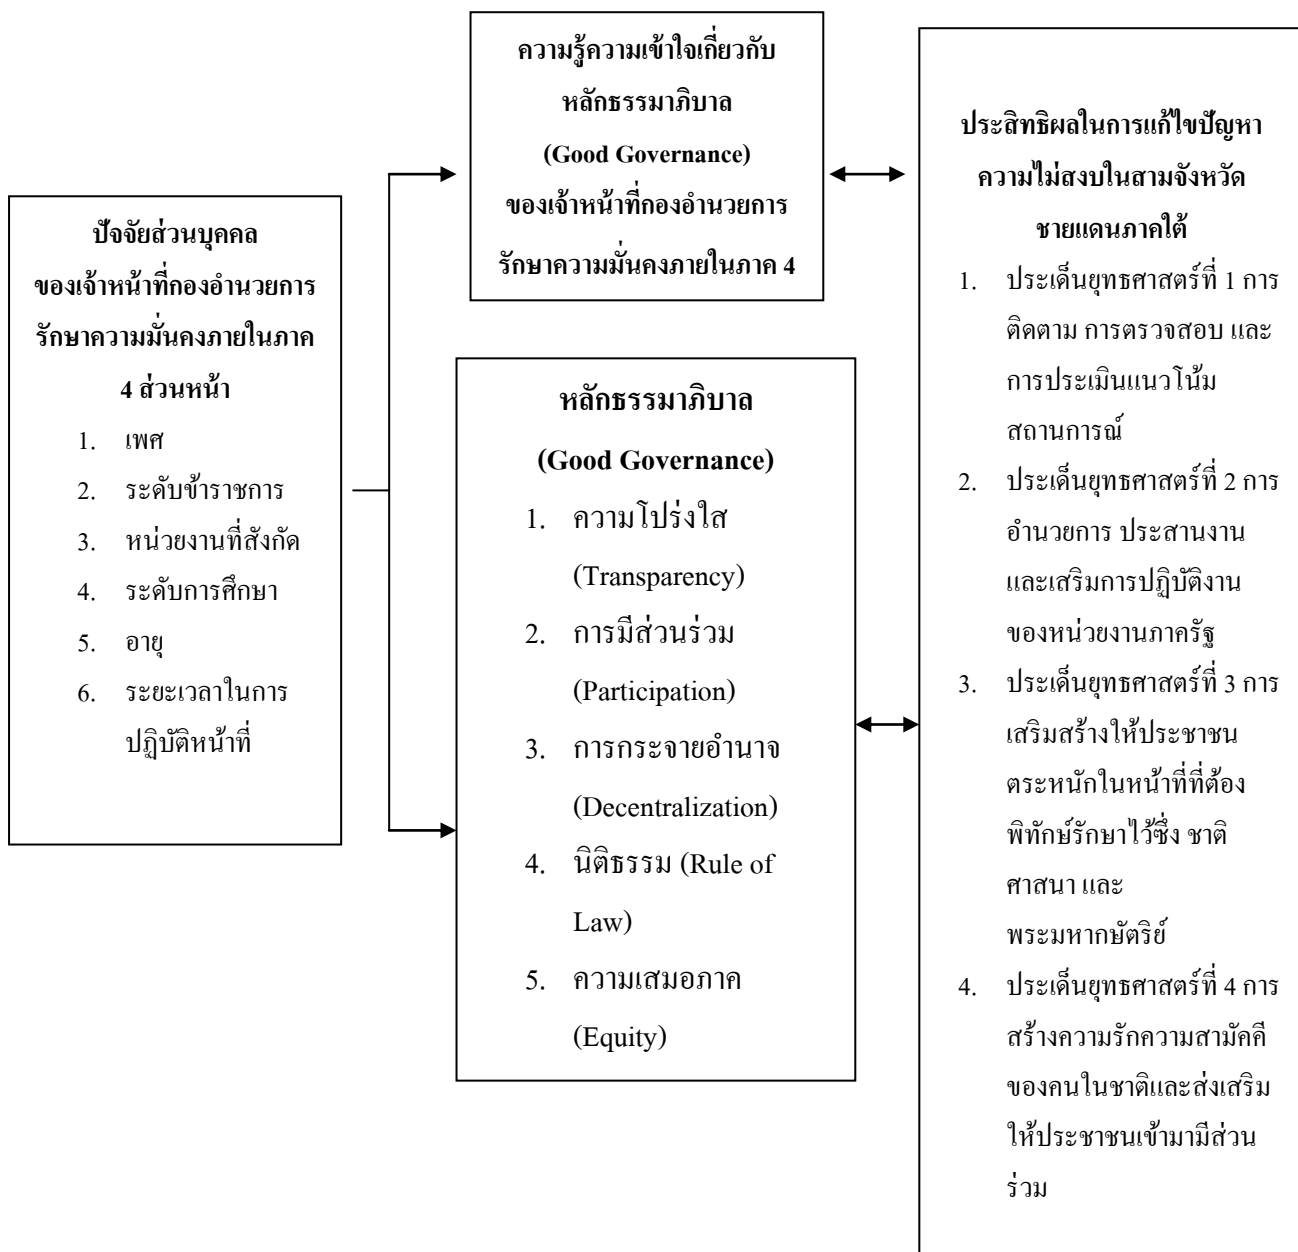 ปัจจัยส่วนบุคคล
ของเจ้าหน้าที่กองอำนวยการ
รักษาความมั่นคงภายในภาค
4 ส่วนหน้า
1. เพศ
2. ระดับข้าราชการ
3. หน่วยงานที่สังกัด
4. ระดับการศึกษา
5. อายุ
6. ระยะเวลาในการ
ปฏิบัติหน้าที่
ความรู้ความเข้าใจเกี่ยวกับ
หลักธรรมาภิบาล
(Good Governance)
ของเจ้าหน้าที่กองอำนวยการ
รักษาความมั่นคงภายในภาค 4
หลักธรรมาภิบาล
(Good Governance)
1. ความโปร่งใส
(Transparency)
2. การมีส่วนร่วม
(Participation)
3. การกระจายอำนาจ
(Decentralization)
4. นิติธรรม (Rule of
Law)
5. ความเสมอภาค
(Equity)
ประสิทธิผลในการแก้ไขปัญหา
ความไม่สงบในสามจังหวัด
ชายแดนภาคใต้
1. ประเด็นยุทธศาสตร์ที่ 1 การ
ติดตาม การตรวจสอบ และ
การประเมินแนวโน้ม
สถานการณ์
2. ประเด็นยุทธศาสตร์ที่ 2 การ
อำนวยการ ประสานงาน
และเสริมการปฏิบัติงาน
ของหน่วยงานภาครัฐ
3. ประเด็นยุทธศาสตร์ที่ 3 การ
เสริมสร้างให้ประชาชน
ตระหนักในหน้าที่ที่ต้อง
พิทักษ์รักษาไว้ซึ่ง ชาติ
ศาสนา และ
พระมหากษัตริย์
4. ประเด็นยุทธศาสตร์ที่ 4 การ
สร้างความรักความสามัคคี
ของคนในชาติและส่งเสริม
ให้ประชาชนเข้ามามีส่วน
ร่วม